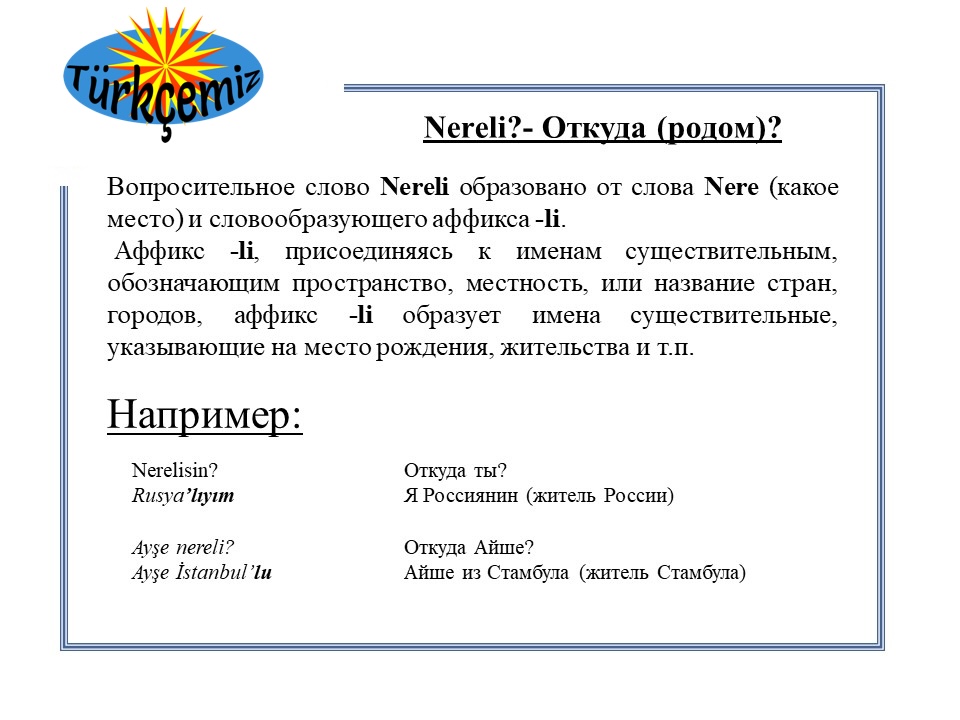 Türkçemiz
Nereli?- Откуда (родом)?
Вопросительное слово Nereli образовано от слова Nere (какое
место) и словообразующего аффикса -li.
Аффикс -li, присоединяясь к именам существительным,
обозначающим пространство, местность, или название стран,
городов, аффикс -li образует имена существительные,
указывающие на место рождения, жительства и т.п.
Например:
Nerelisin? Откуда ты?
Rusya’lıyım Я Россиянин (житель России)
Ayşe nereli? Откуда Айше?
Ayşe İstanbul’lu Айше из Стамбула (житель Стамбула)